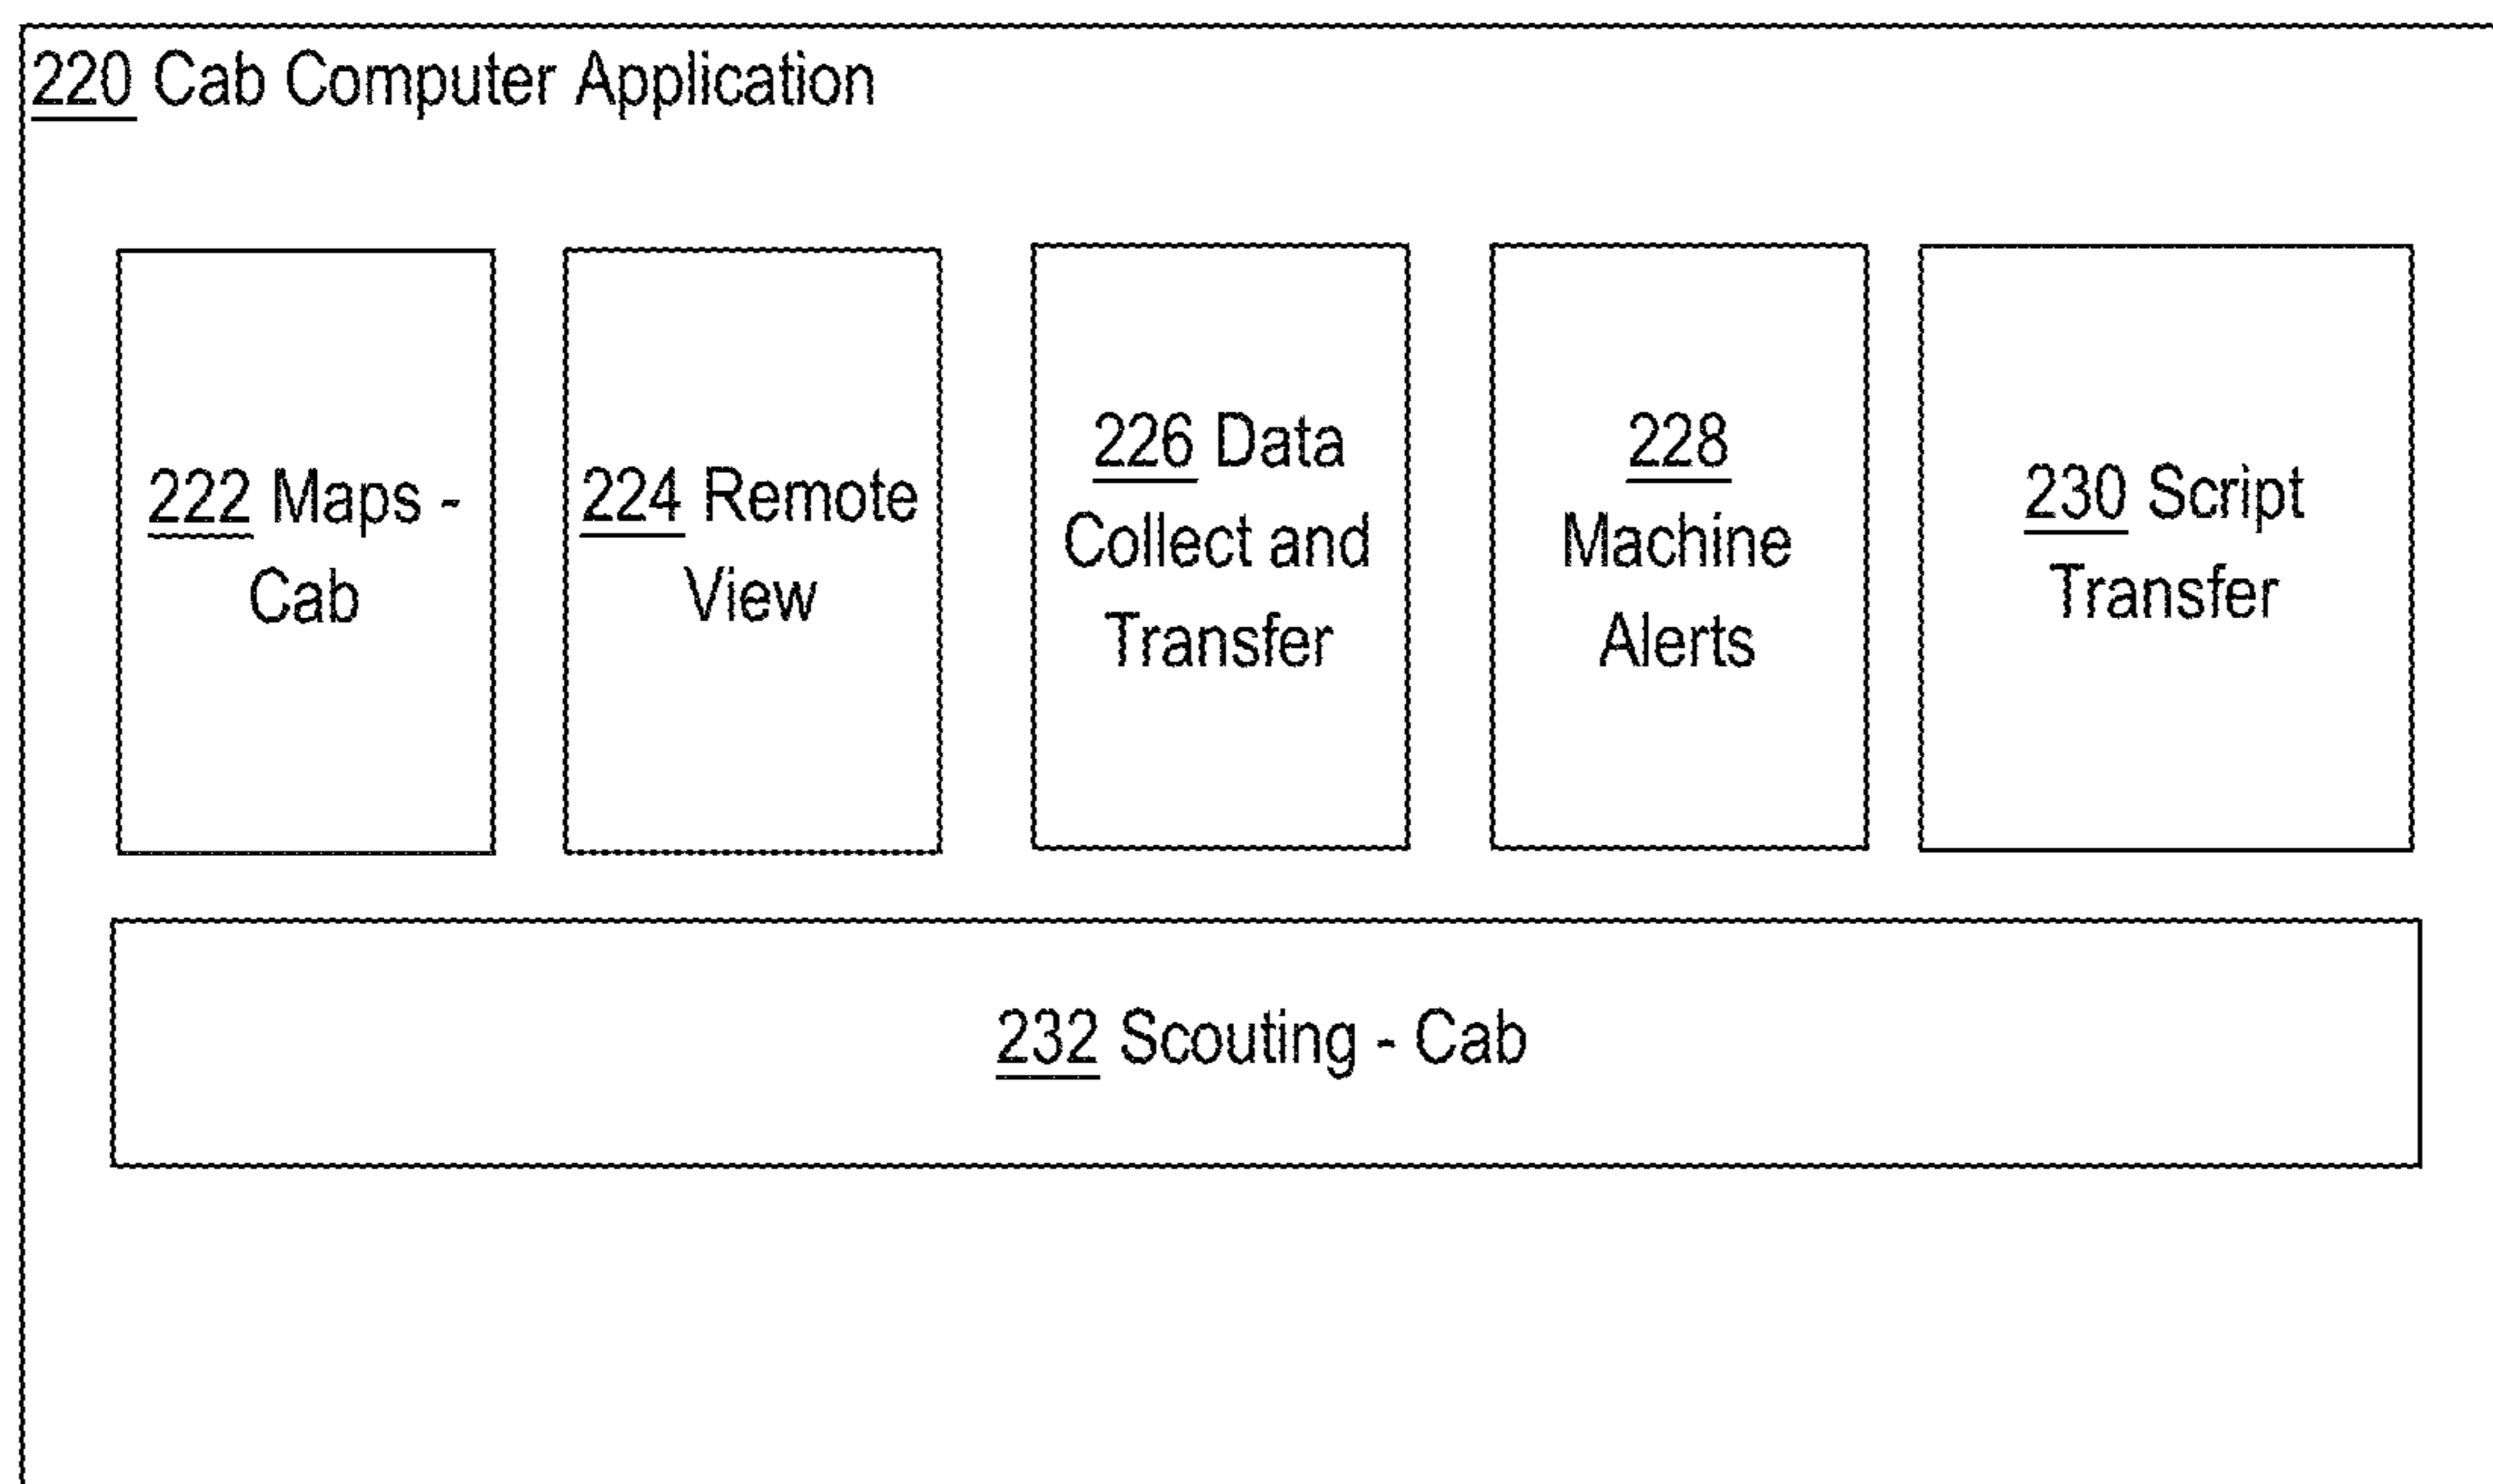 220 Cab Computer Application
222 Maps -
Cab
224 Remote
View
226 Data
Collect and
Transfer
228
Machine
Alerts
230 Script
Transfer
232 Scouting - Cab